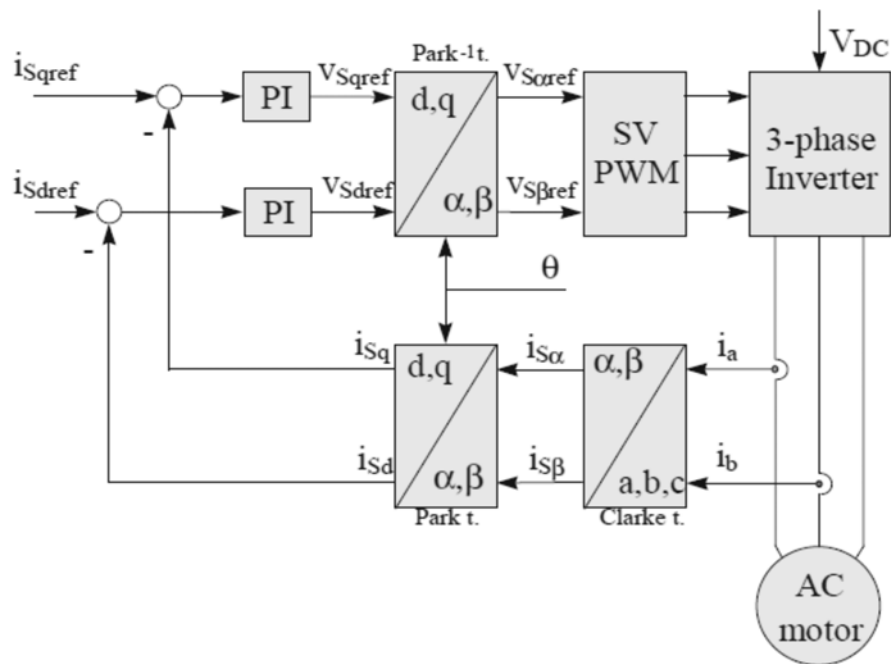 Park-1 t.
V_DC
i_Sqref
PI
v_Sqref
d,q
v_Sαref
SV
PWM
3-phase
Inverter
-
i_Sdref
PI
v_Sdref
α,β
v_Sβref
-
θ
i_Sq
d,q
i_Sα
α,β
i_a
i_Sd
α,β
i_Sβ
a,b,c
i_b
Park t.
Clarke t.
AC
motor